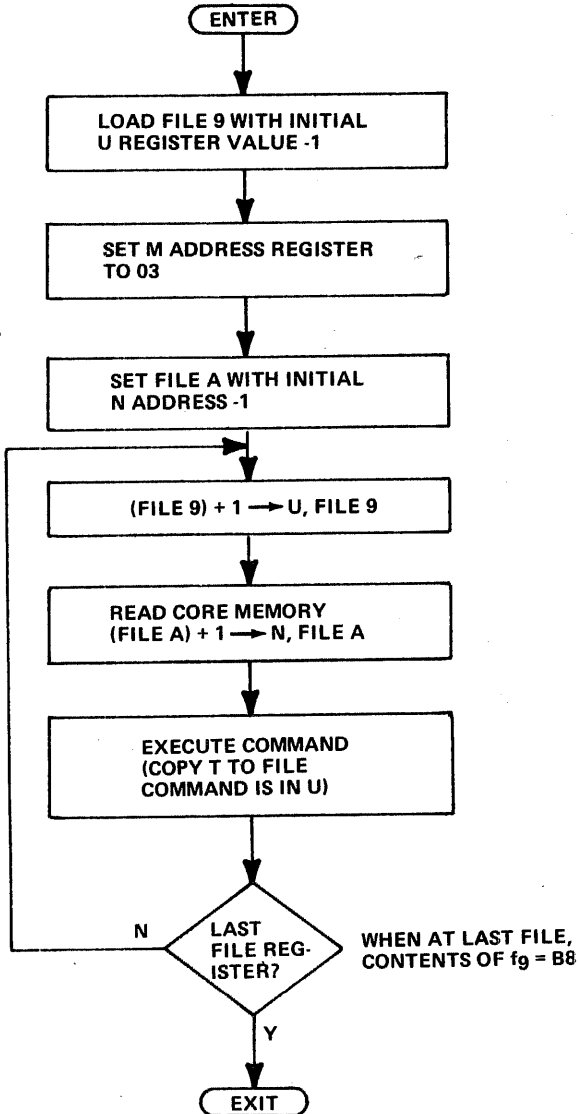 ENTER
LOAD FILE 9 WITH INITIAL
U REGISTER VALUE -1
SET M ADDRESS REGISTER
TO 03
SET FILE A WITH INITIAL
N ADDRESS -1
(FILE 9) + 1 → U, FILE 9
READ CORE MEMORY
(FILE A) + 1 → N, FILE A
EXECUTE COMMAND
(COPY T TO FILE
COMMAND IS IN U)
N
LAST
FILE REG-
ISTER?
WHEN AT LAST FILE,
CONTENTS OF f9 = B8
Y
EXIT